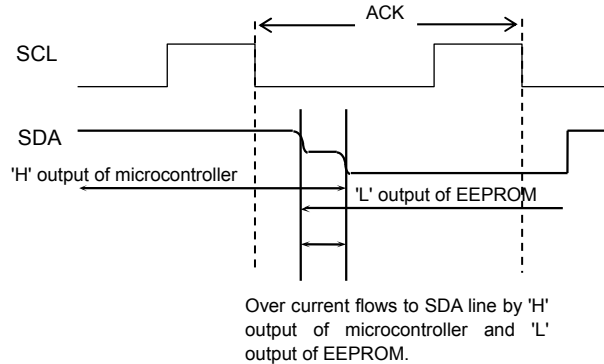 ACK
SCL
SDA
'H' output of microcontroller
'L' output of EEPROM
Over current flows to SDA line by 'H'
output of microcontroller and 'L'
output of EEPROM.